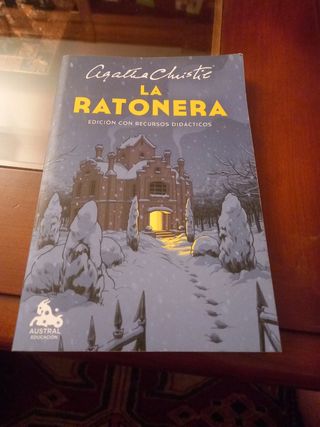 Agatha Christie
LA
RATONERA
EDICIÓN CON RECURSOS DIDÁCTICOS
AUSTRAL
EDUCACIÓN